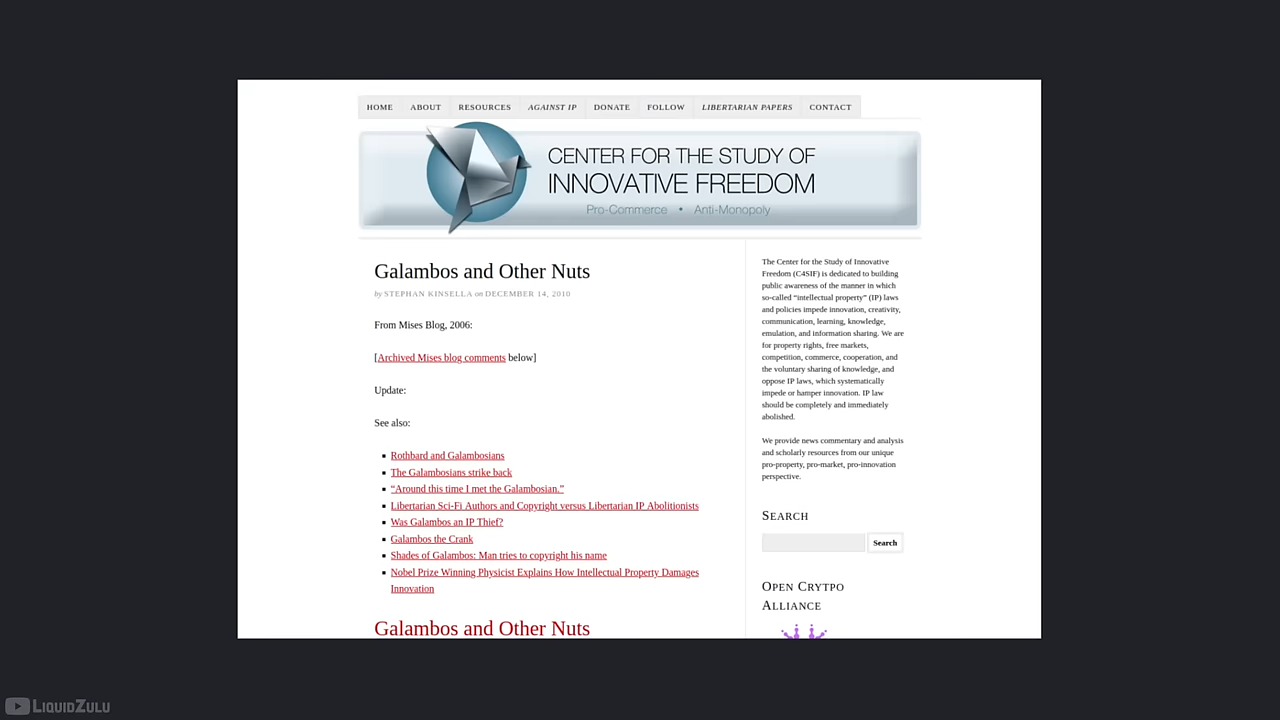 HOME ABOUT RESOURCES AGAINST IP DONATE FOLLOW LIBERTARIAN PAPERS CONTACT
CENTER FOR THE STUDY OF
INNOVATIVE FREEDOM
Pro-Commerce • Anti-Monopoly
Galambos and Other Nuts
by STEPHAN KINSELLA on DECEMBER 14, 2010
From Mises Blog, 2006:
[Archived Mises blog comments below]
Update:
See also:
Rothbard and Galambosians
The Galambosians strike back
“Around this time I met the Galambosian.”
Libertarian Sci-Fi Authors and Copyright versus Libertarian IP Abolitionists
Was Galambos an IP Thief?
Galambos the Crank
Shades of Galambos: Man tries to copyright his name
Nobel Prize Winning Physicist Explains How Intellectual Property Damages
Innovation
Galambos and Other Nuts
The Center for the Study of Innovative
Freedom (C4SIF) is dedicated to building
public awareness of the manner in which
so-called “intellectual property” (IP) laws
and policies impede innovation, creativity,
communication, learning, knowledge,
emulation, and information sharing. We are
for property rights, free markets,
competition, commerce, cooperation, and
the voluntary sharing of knowledge, and
oppose IP laws, which systematically
impede or hamper innovation. IP law
should be completely and immediately
abolished.
We provide news commentary and analysis
and scholarly resources from our unique
pro-property, pro-market, pro-innovation
perspective.
SEARCH
Search
OPEN CRYTPO
ALLIANCE
LIQUIDZULU